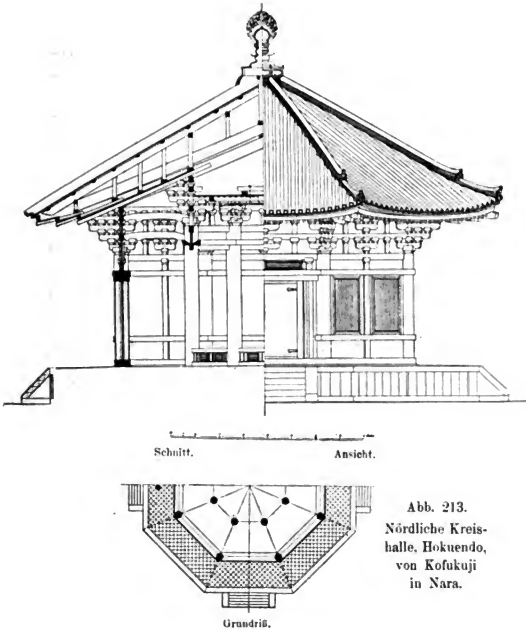 Schnitt.
Ansicht.
Abb. 213.
Nördliche Kreis-
halle, Hokuendo,
von Kofukuji
in Nara.
Grundriß.